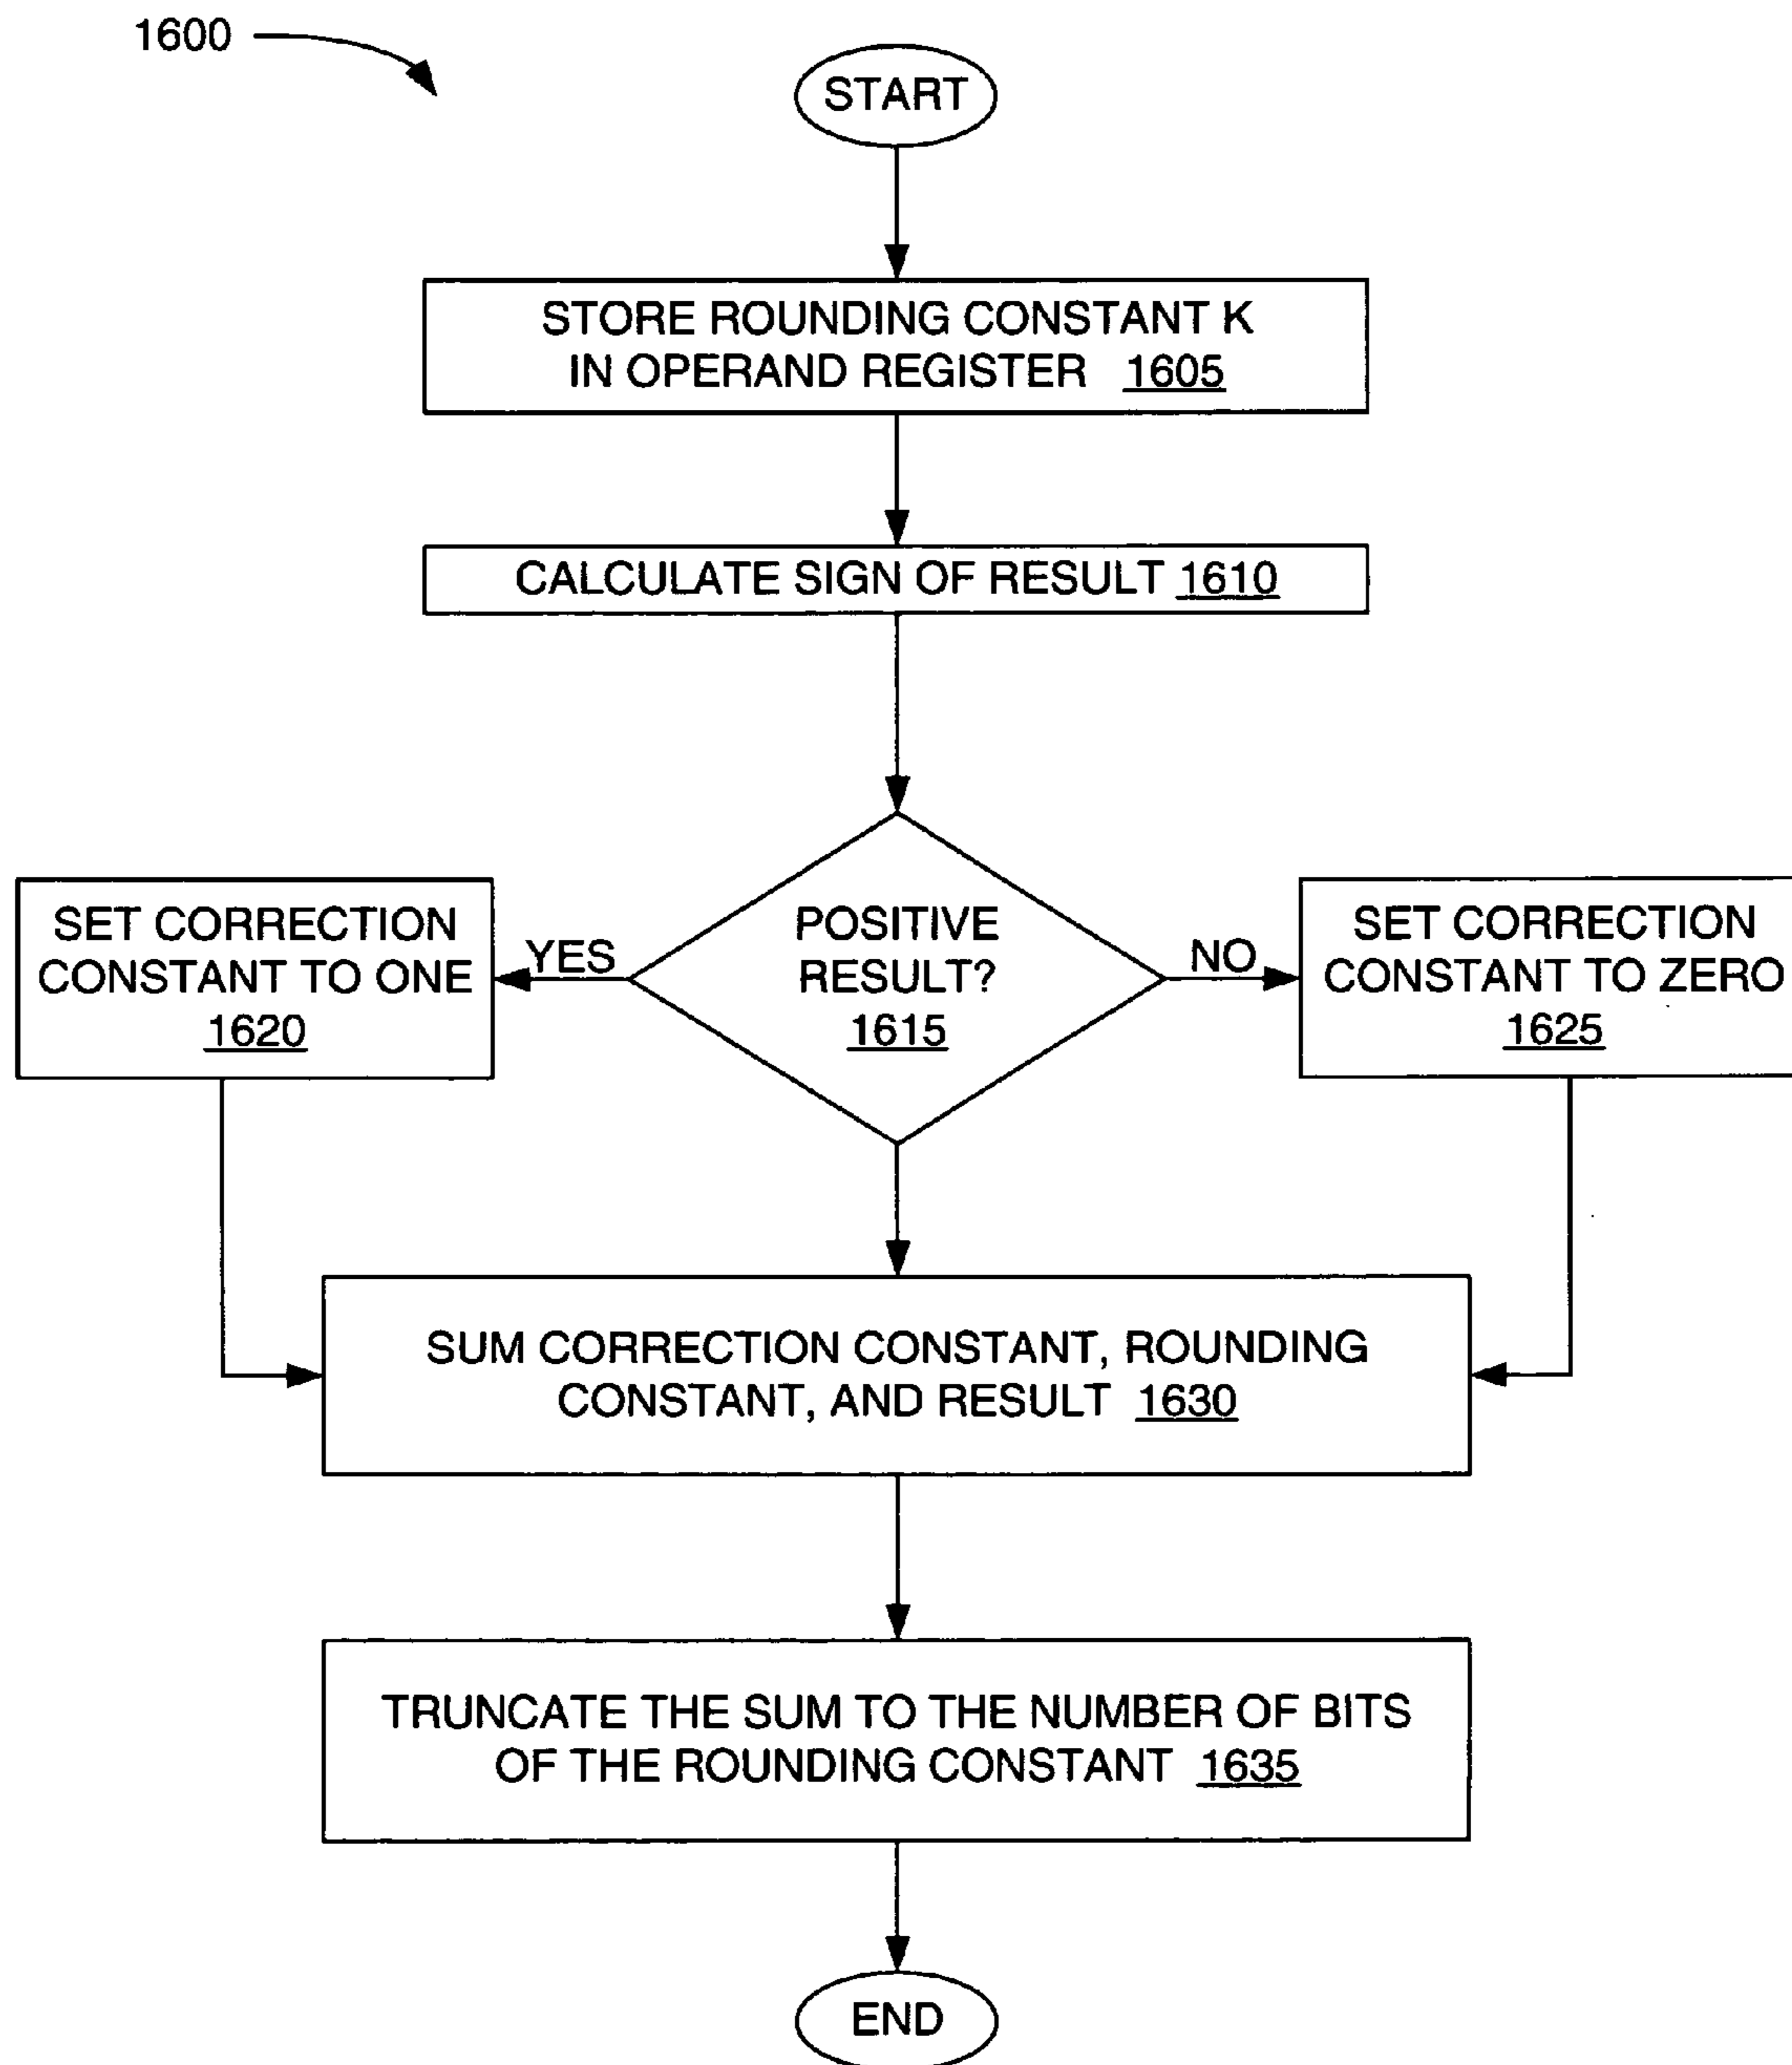 1600
START
STORE ROUNDING CONSTANT K
IN OPERAND REGISTER 1605
CALCULATE SIGN OF RESULT 1610
SET CORRECTION
CONSTANT TO ONE
1620
YES
POSITIVE
RESULT?
1615
NO
SET CORRECTION
CONSTANT TO ZERO
1625
SUM CORRECTION CONSTANT, ROUNDING
CONSTANT, AND RESULT 1630
TRUNCATE THE SUM TO THE NUMBER OF BITS
OF THE ROUNDING CONSTANT 1635
END